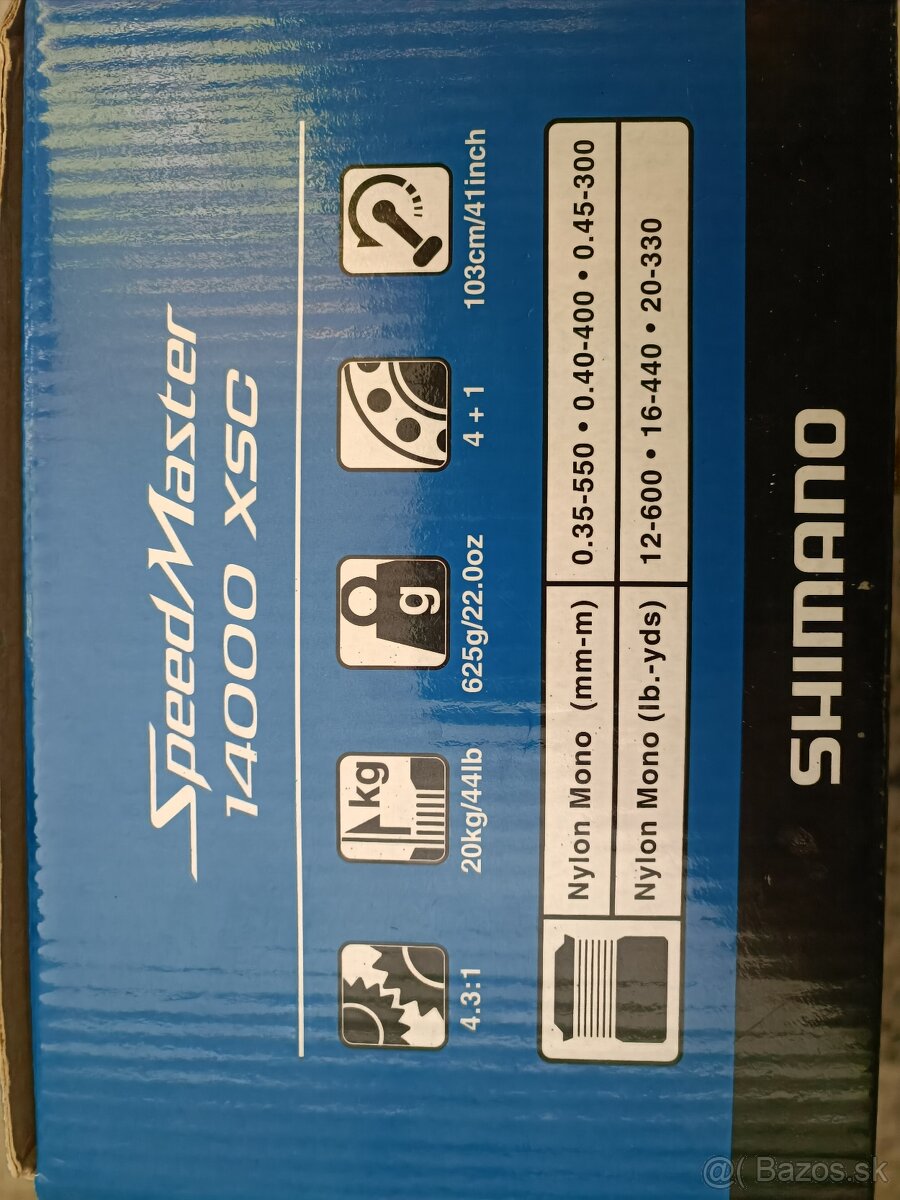 SpeedMaster
14000 XSC
4.3:1
kg
20kg/44lb
g
625g/22.0oz
4 + 1
103cm/41inch
Nylon Mono (mm-m) 0.35-550 • 0.40-400 • 0.45-300
Nylon Mono (lb.-yds) 12-600 • 16-440 • 20-330
SHIMANO
@( Bazos.sk